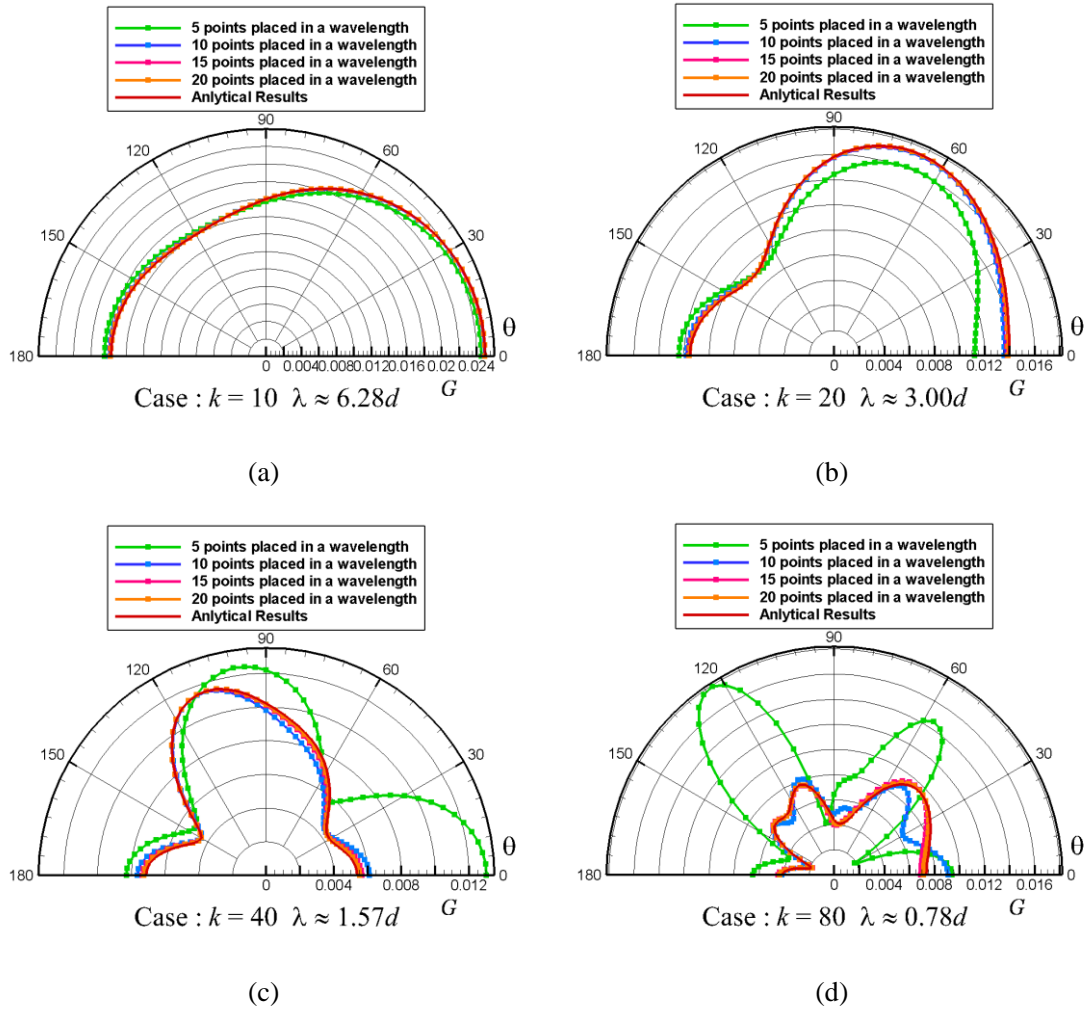 5 points placed in a wavelength
10 points placed in a wavelength
15 points placed in a wavelength
20 points placed in a wavelength
Anlytical Results
90
120
60
150
30
θ
180
0
0
0.004
0.008
0.012
0.016
0.02
0.024
G
Case : k = 10 λ ≈ 6.28d
(a)
5 points placed in a wavelength
10 points placed in a wavelength
15 points placed in a wavelength
20 points placed in a wavelength
Anlytical Results
90
120
60
150
30
θ
180
0
0
0.004
0.008
0.012
0.016
G
Case : k = 20 λ ≈ 3.00d
(b)
5 points placed in a wavelength
10 points placed in a wavelength
15 points placed in a wavelength
20 points placed in a wavelength
Anlytical Results
90
120
60
150
30
θ
180
0
0.004
0.008
0.012
G
Case : k = 40 λ ≈ 1.57d
(c)
5 points placed in a wavelength
10 points placed in a wavelength
15 points placed in a wavelength
20 points placed in a wavelength
Anlytical Results
90
120
60
150
30
θ
180
0
0
0.004
0.008
0.012
0.016
G
Case : k = 80 λ ≈ 0.78d
(d)